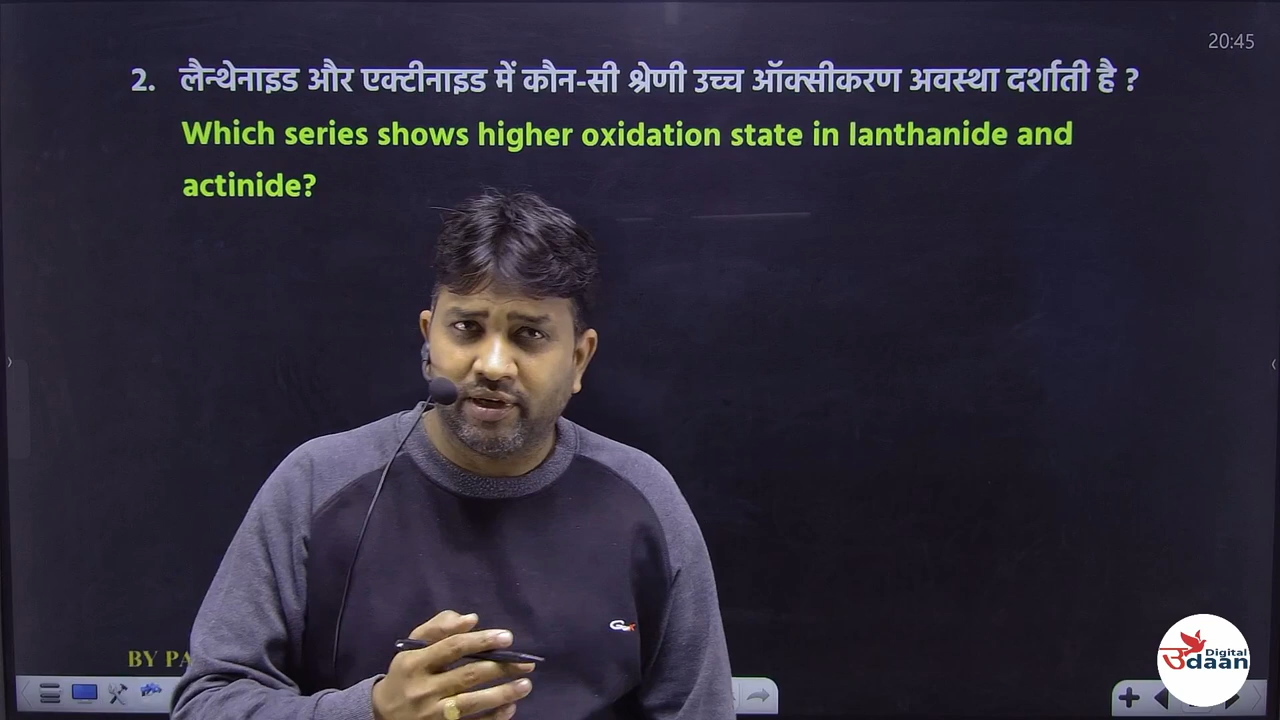 20:45
2. लैन्थेनाइड और एक्टीनाइड में कौन-सी श्रेणी उच्च ऑक्सीकरण अवस्था दर्शाती है ?
Which series shows higher oxidation state in lanthanide and
actinide?
BY
Digital
उdaan